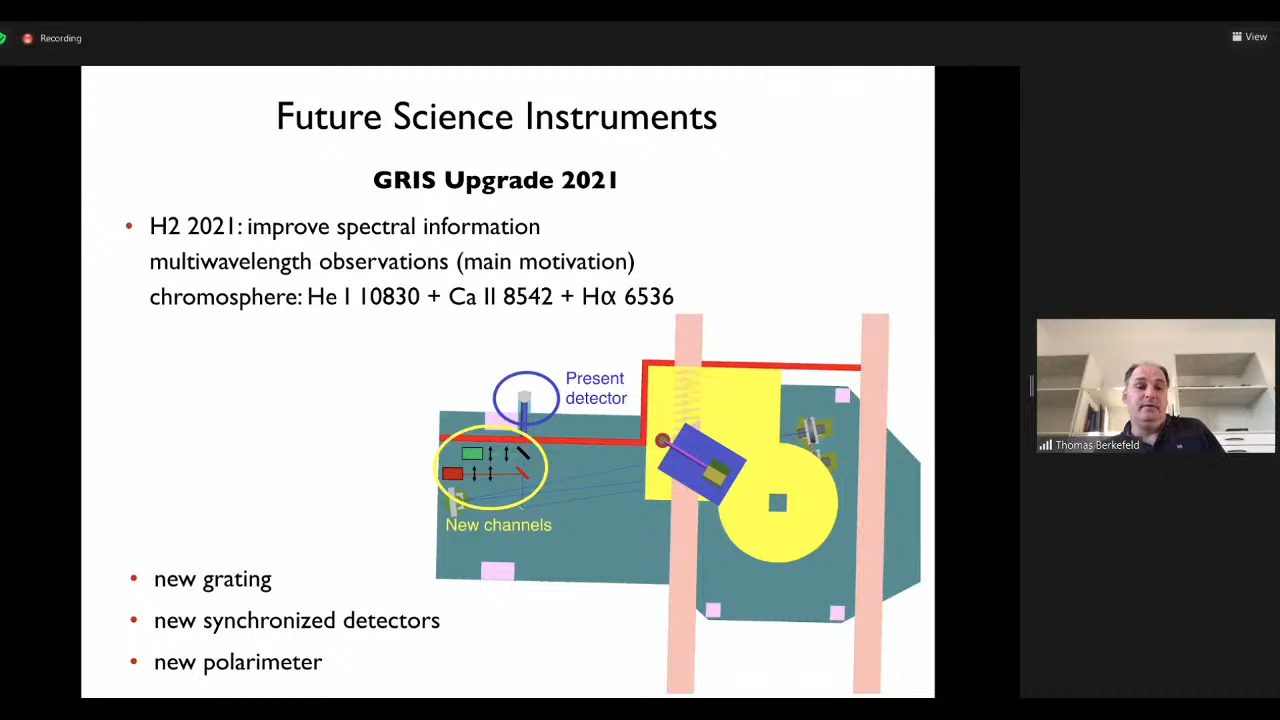 Recording
View
Future Science Instruments
GRIS Upgrade 2021
• H2 2021: improve spectral information
multiwavelength observations (main motivation)
chromosphere: He I 10830 + Ca II 8542 + Hα 6536
Present
detector
New channels
Thomas Berkefeld
• new grating
• new synchronized detectors
• new polarimeter